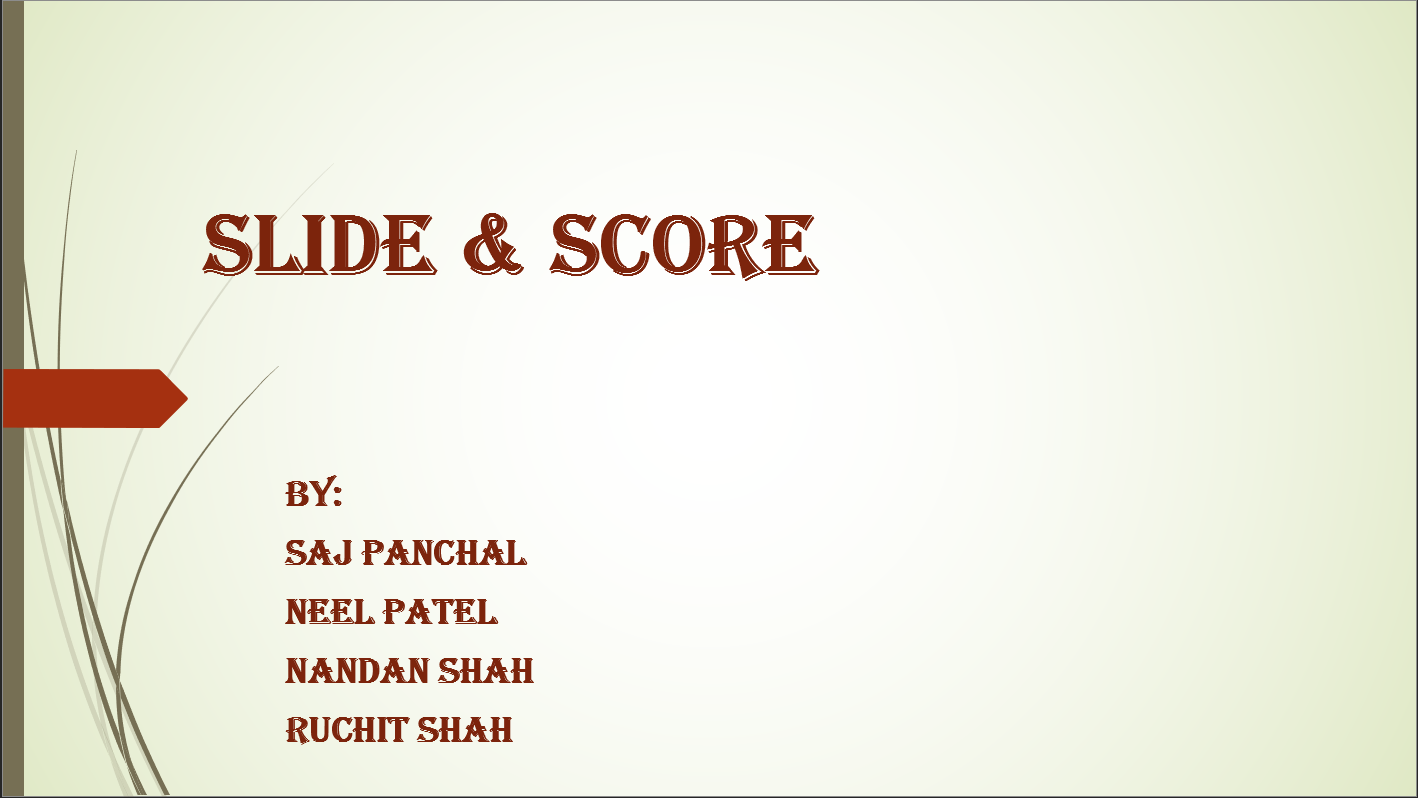 SLIDE & SCORE
BY:
SAJ PANCHAL
NEEL PATEL
NANDAN SHAH
RUCHIT SHAH